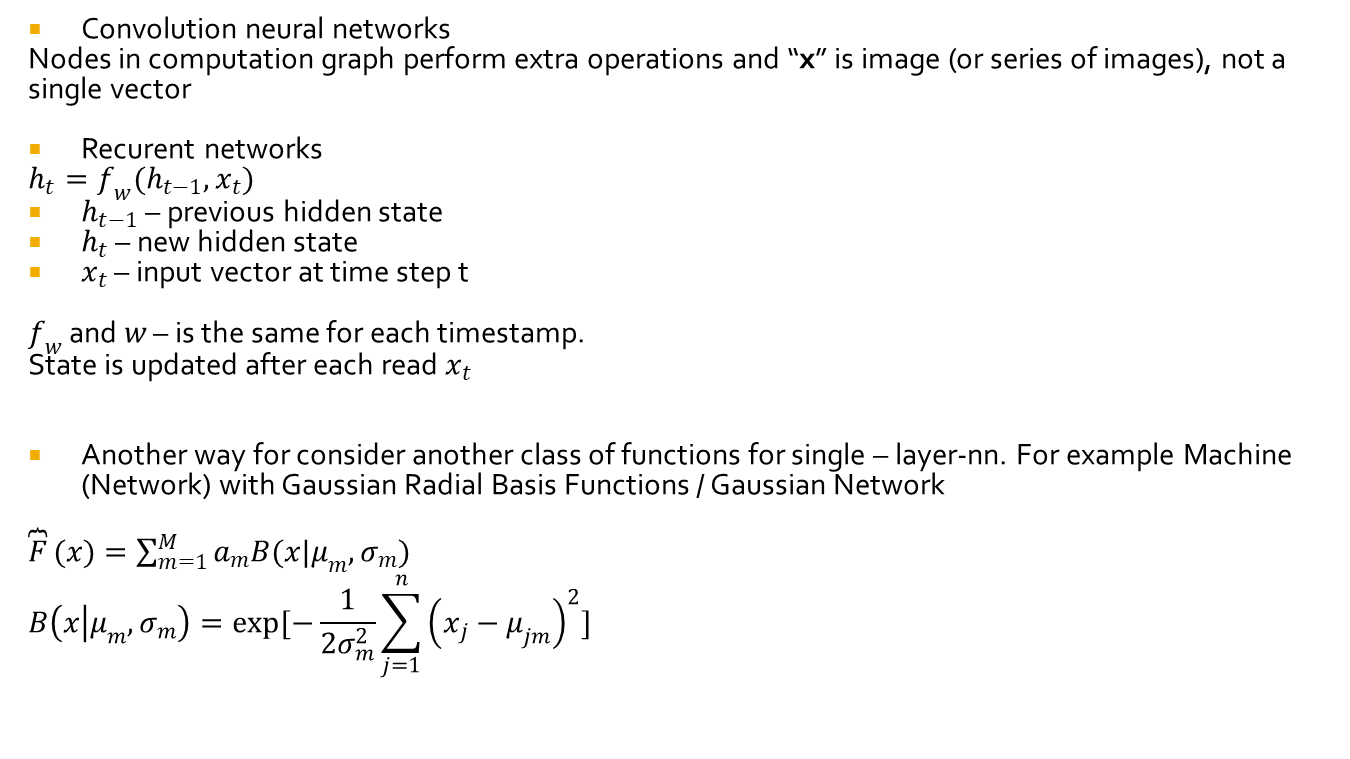 ▪ Convolution neural networks
Nodes in computation graph perform extra operations and “x” is image (or series of images), not a
single vector
▪ Recurent networks
h_t = f_w(h_{t−1}, x_t)
▪ h_{t−1} – previous hidden state
▪ h_t – new hidden state
▪ x_t – input vector at time step t
f_w and w – is the same for each timestamp.
State is updated after each read x_t
▪ Another way for consider another class of functions for single – layer-nn. For example Machine
(Network) with Gaussian Radial Basis Functions / Gaussian Network
F̂ (x) = ∑_{m=1}^{M} a_m B(x|μ_m, σ_m)
B(x|μ_m, σ_m) = exp[− \frac{1}{2σ_m^2} ∑_{j=1}^{n} (x_j − μ_{jm})^2]